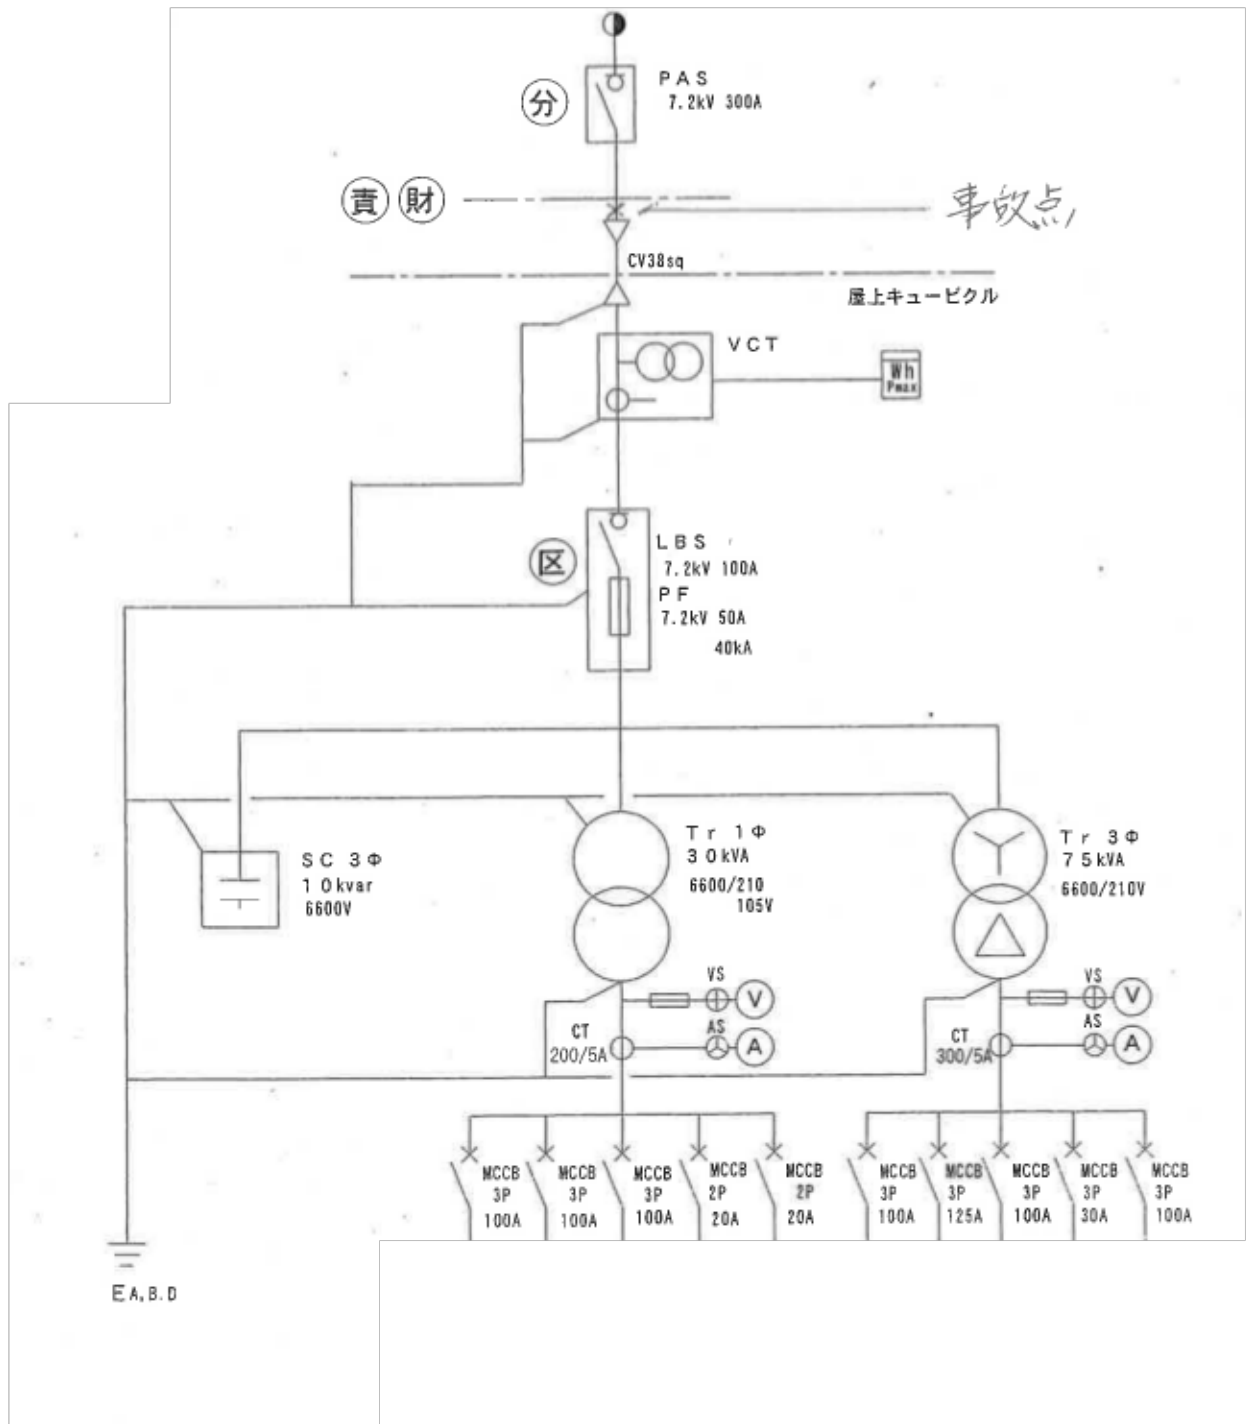 PAS
7.2kV 300A
分
責 財
事故点
CV38sq
屋上キュービクル
VCT
Wh
Pmax
LBS
7.2kV 100A
区
PF
7.2kV 50A
40kA
SC 3Φ
10kvar
6600V
Tr 1Φ
30kVA
6600/210
105V
Tr 3Φ
75kVA
6600/210V
VS
V
AS
A
CT
200/5A
VS
V
AS
A
CT
300/5A
MCCB
3P
100A
MCCB
3P
100A
MCCB
3P
100A
MCCB
2P
20A
MCCB
2P
20A
MCCB
3P
100A
MCCB
3P
125A
MCCB
3P
100A
MCCB
3P
30A
MCCB
3P
100A
EA,B.D